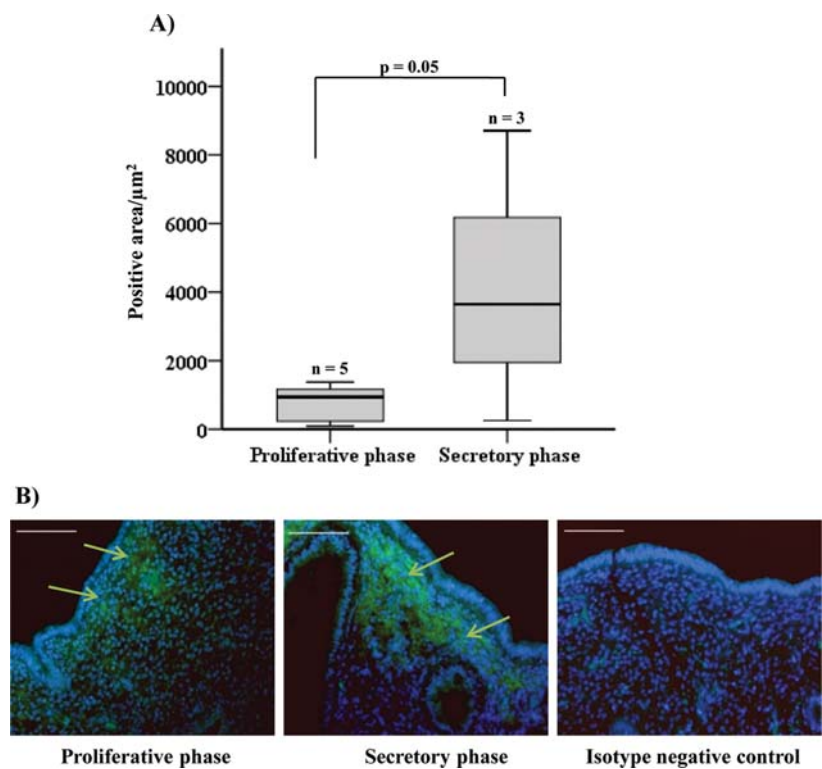 A)
p = 0.05
n = 3
n = 5
Positive area/μm²
10000
8000
6000
4000
2000
0
Proliferative phase Secretory phase
B)
Proliferative phase Secretory phase Isotype negative control